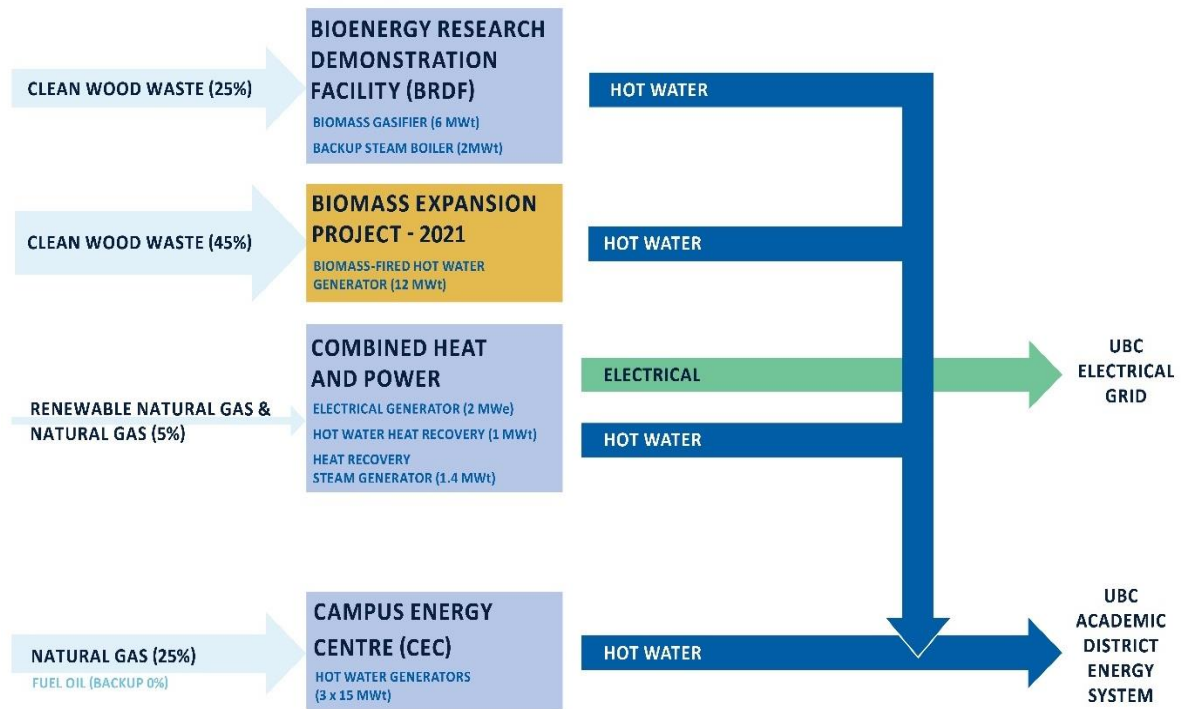 CLEAN WOOD WASTE (25%)
BIOENERGY RESEARCH
DEMONSTRATION
FACILITY (BRDF)
BIOMASS GASIFIER (6 MWt)
BACKUP STEAM BOILER (2MWt)
HOT WATER
CLEAN WOOD WASTE (45%)
BIOMASS EXPANSION
PROJECT - 2021
BIOMASS-FIRED HOT WATER
GENERATOR (12 MWt)
HOT WATER
RENEWABLE NATURAL GAS &
NATURAL GAS (5%)
COMBINED HEAT
AND POWER
ELECTRICAL GENERATOR (2 MWe)
HOT WATER HEAT RECOVERY (1 MWt)
HEAT RECOVERY
STEAM GENERATOR (1.4 MWt)
ELECTRICAL
HOT WATER
UBC
ELECTRICAL
GRID
NATURAL GAS (25%)
FUEL OIL (BACKUP 0%)
CAMPUS ENERGY
CENTRE (CEC)
HOT WATER GENERATORS
(3 x 15 MWt)
HOT WATER
UBC
ACADEMIC
DISTRICT
ENERGY
SYSTEM